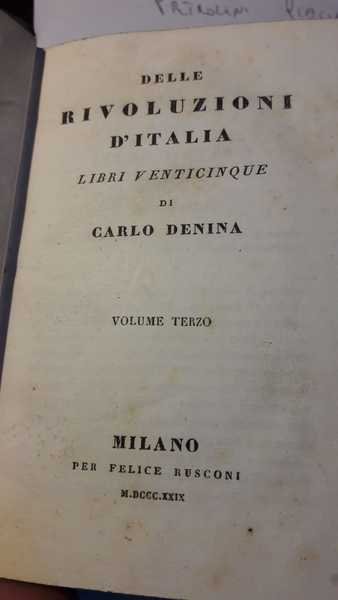 DELLE
RIVOLUZIONI
D'ITALIA
LIBRI VENTICINQUE
DI
CARLO DENINA
VOLUME TERZO
MILANO
PER FELICE RUSCONI
M.DCCC.XXIX